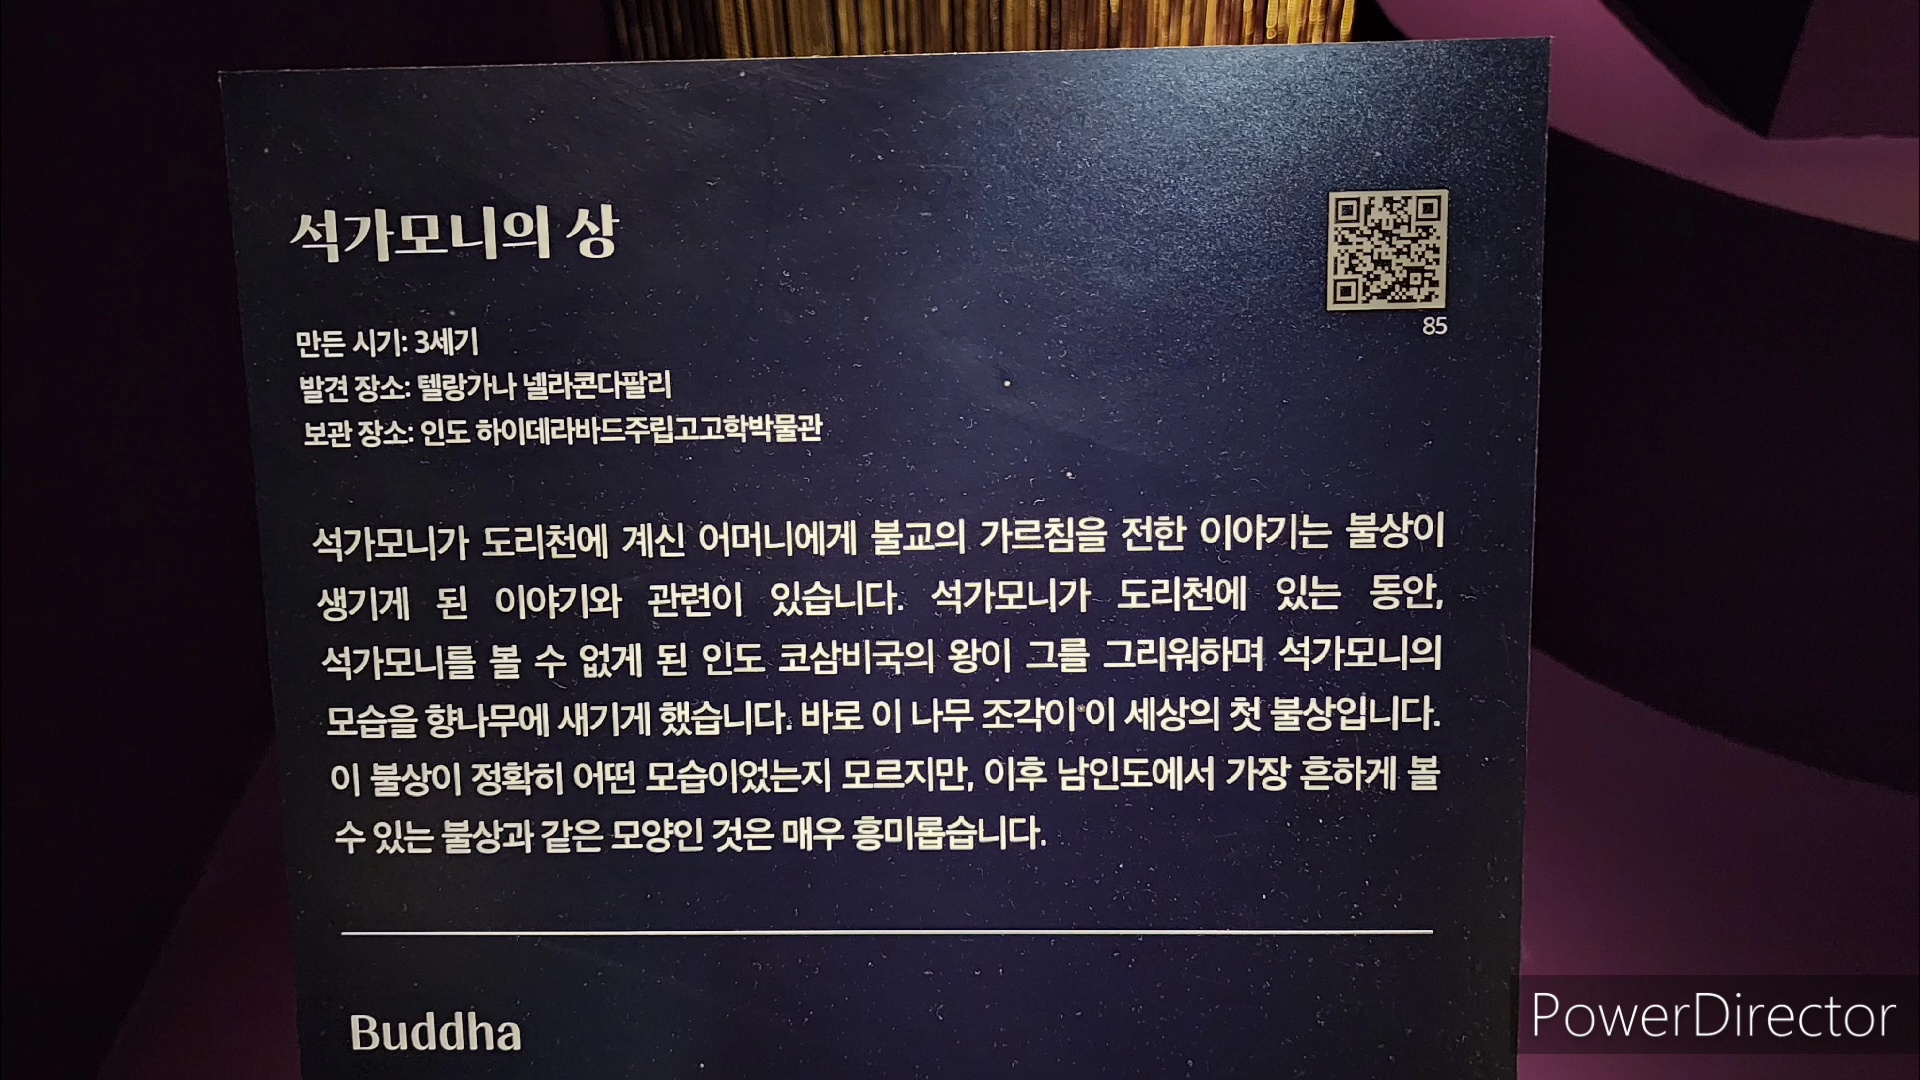 석가모니의 상
85
만든 시기: 3세기
발견 장소: 텔랑가나 넬라콘다팔리
보관 장소: 인도 하이데라바드주립고고학박물관
석가모니가 도리천에 계신 어머니에게 불교의 가르침을 전한 이야기는 불상이
생기게 된 이야기와 관련이 있습니다. 석가모니가 도리천에 있는 동안,
석가모니를 볼 수 없게 된 인도 코삼비국의 왕이 그를 그리워하며 석가모니의
모습을 향나무에 새기게 했습니다. 바로 이 나무 조각이 이 세상의 첫 불상입니다.
이 불상이 정확히 어떤 모습이었는지 모르지만, 이후 남인도에서 가장 흔하게 볼
수 있는 불상과 같은 모양인 것은 매우 흥미롭습니다.
Buddha
PowerDirector